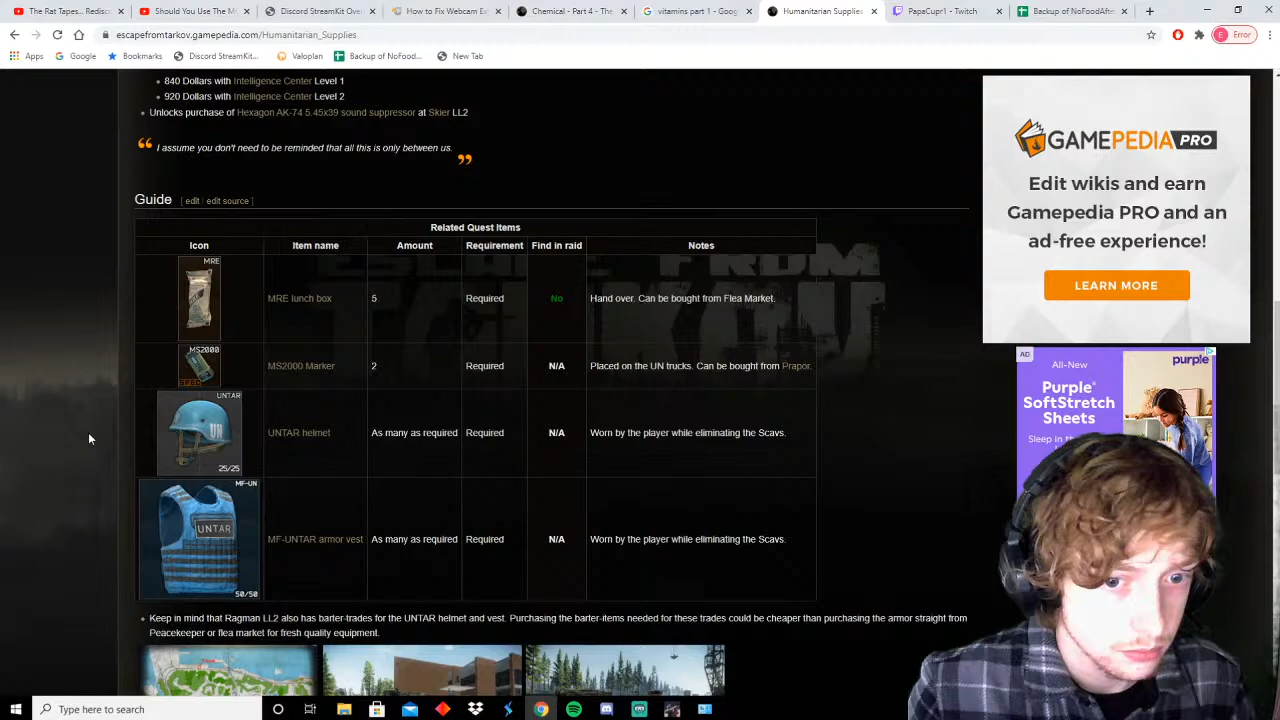 The Rat Tapes... Redisco
Should You Use The M
Discord StreamKit Over
How to Fix Webcam Ex
Chemical - Part 4 – The
vitamins part 1 - Goog
Humanitarian Supplies
PapaCupr1 - Twitch
Backup of NoFoodAfte
escapefromtarkov.gamepedia.com/Humanitarian_Supplies
Error
Apps
Google
Bookmarks
Discord StreamKit...
Valoplan
Backup of NoFood...
New Tab
840 Dollars with Intelligence Center Level 1
920 Dollars with Intelligence Center Level 2
Unlocks purchase of Hexagon AK-74 5.45x39 sound suppressor at Skier LL2
I assume you don't need to be reminded that all this is only between us.
Guide [ edit | edit source ]
Related Quest Items
Icon Item name Amount Requirement Find in raid Notes
MRE
MRE lunch box 5 Required No Hand over. Can be bought from Flea Market.
MS2000
SPEC
MS2000 Marker 2 Required N/A Placed on the UN trucks. Can be bought from Prapor.
UNTAR
UN
25/25
UNTAR helmet As many as required Required N/A Worn by the player while eliminating the Scavs.
MF-UN
UNTAR
50/50
MF-UNTAR armor vest As many as required Required N/A Worn by the player while eliminating the Scavs.
Keep in mind that Ragman LL2 also has barter-trades for the UNTAR helmet and vest. Purchasing the barter-items needed for these trades could be cheaper than purchasing the armor straight from
Peacekeeper or flea market for fresh quality equipment.
GAMEPEDIA PRO
Edit wikis and earn
Gamepedia PRO and an
ad-free experience!
LEARN MORE
AD
purple
All-New
Purple®
SoftStretch
Sheets
Sleep in th
Type here to search